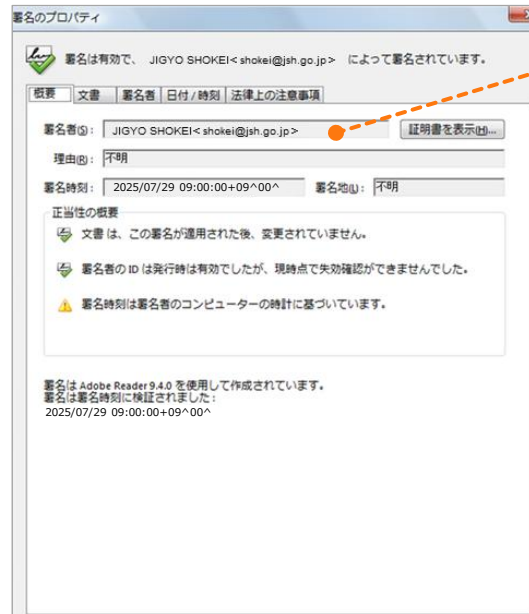 署名のプロパティ
署名は有効で、 JIGYO SHOKEI< shokei@jsh.go.jp> によって署名されています。
概要 文書 署名者 日付/時刻 法律上の注意事項
署名者(S): JIGYO SHOKEI< shokei@jsh.go.jp> 証明書を表示(H)...
理由(R): 不明
署名時刻: 2025/07/29 09:00:00+09^00^ 署名地(L): 不明
正当性の概要
文書 は、この署名が適用された後、変更されていません。
署名者の ID は発行時は有効でしたが、現時点で失効確認ができませんでした。
署名時刻は署名者のコンピューターの時計に基づいています。
署名は Adobe Reader 9.4.0 を使用して作成されています。
署名は署名時刻に検証されました:
2025/07/29 09:00:00+09^00^